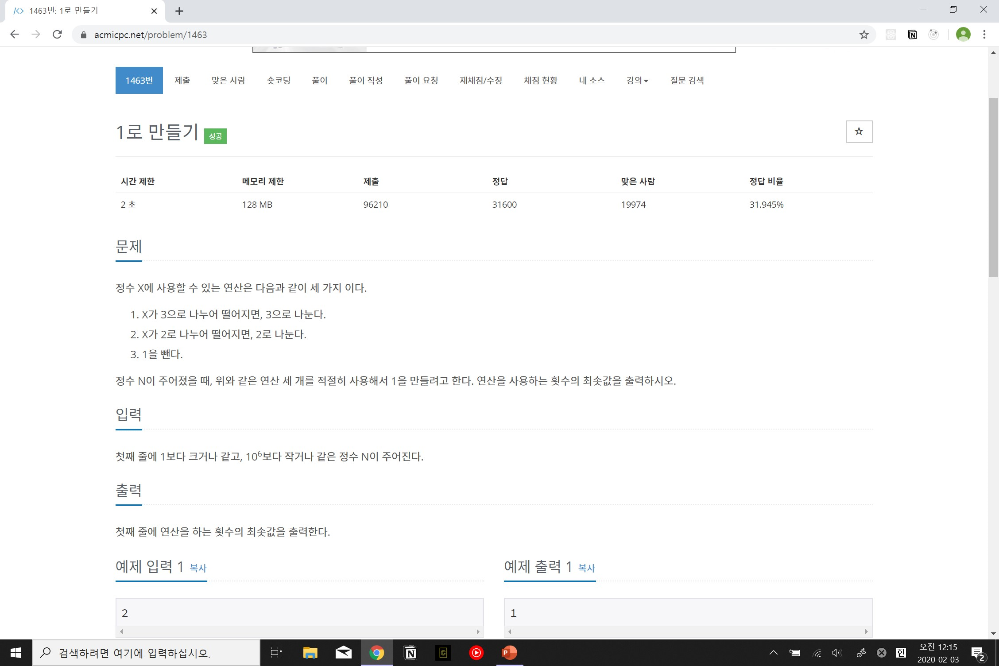 1463번: 1로 만들기
acmicpc.net/problem/1463
1463번 제출 맞은 사람 숏코딩 풀이 풀이 작성 풀이 요청 재채점/수정 채점 현황 내 소스 강의 질문 검색
1로 만들기 성공
시간 제한 메모리 제한 제출 정답 맞은 사람 정답 비율
2 초 128 MB 96210 31600 19974 31.945%
문제
정수 X에 사용할 수 있는 연산은 다음과 같이 세 가지 이다.
1. X가 3으로 나누어 떨어지면, 3으로 나눈다.
2. X가 2로 나누어 떨어지면, 2로 나눈다.
3. 1을 뺀다.
정수 N이 주어졌을 때, 위와 같은 연산 세 개를 적절히 사용해서 1을 만들려고 한다. 연산을 사용하는 횟수의 최솟값을 출력하시오.
입력
첫째 줄에 1보다 크거나 같고, 10⁶보다 작거나 같은 정수 N이 주어진다.
출력
첫째 줄에 연산을 하는 횟수의 최솟값을 출력한다.
예제 입력 1 복사 예제 출력 1 복사
2 1
검색하려면 여기에 입력하십시오.
한
오전 12:15
2020-02-03
2